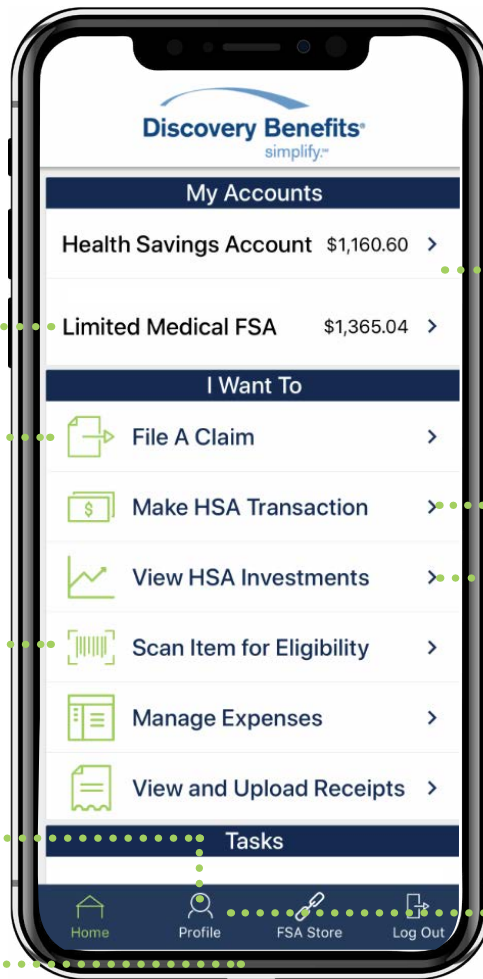 Discovery Benefits®
simplify.℠
My Accounts
Health Savings Account $1,160.60 >
Limited Medical FSA $1,365.04 >
I Want To
File A Claim >
$ Make HSA Transaction >
View HSA Investments >
Scan Item for Eligibility >
Manage Expenses >
View and Upload Receipts >
Tasks
Home Profile FSA Store Log Out